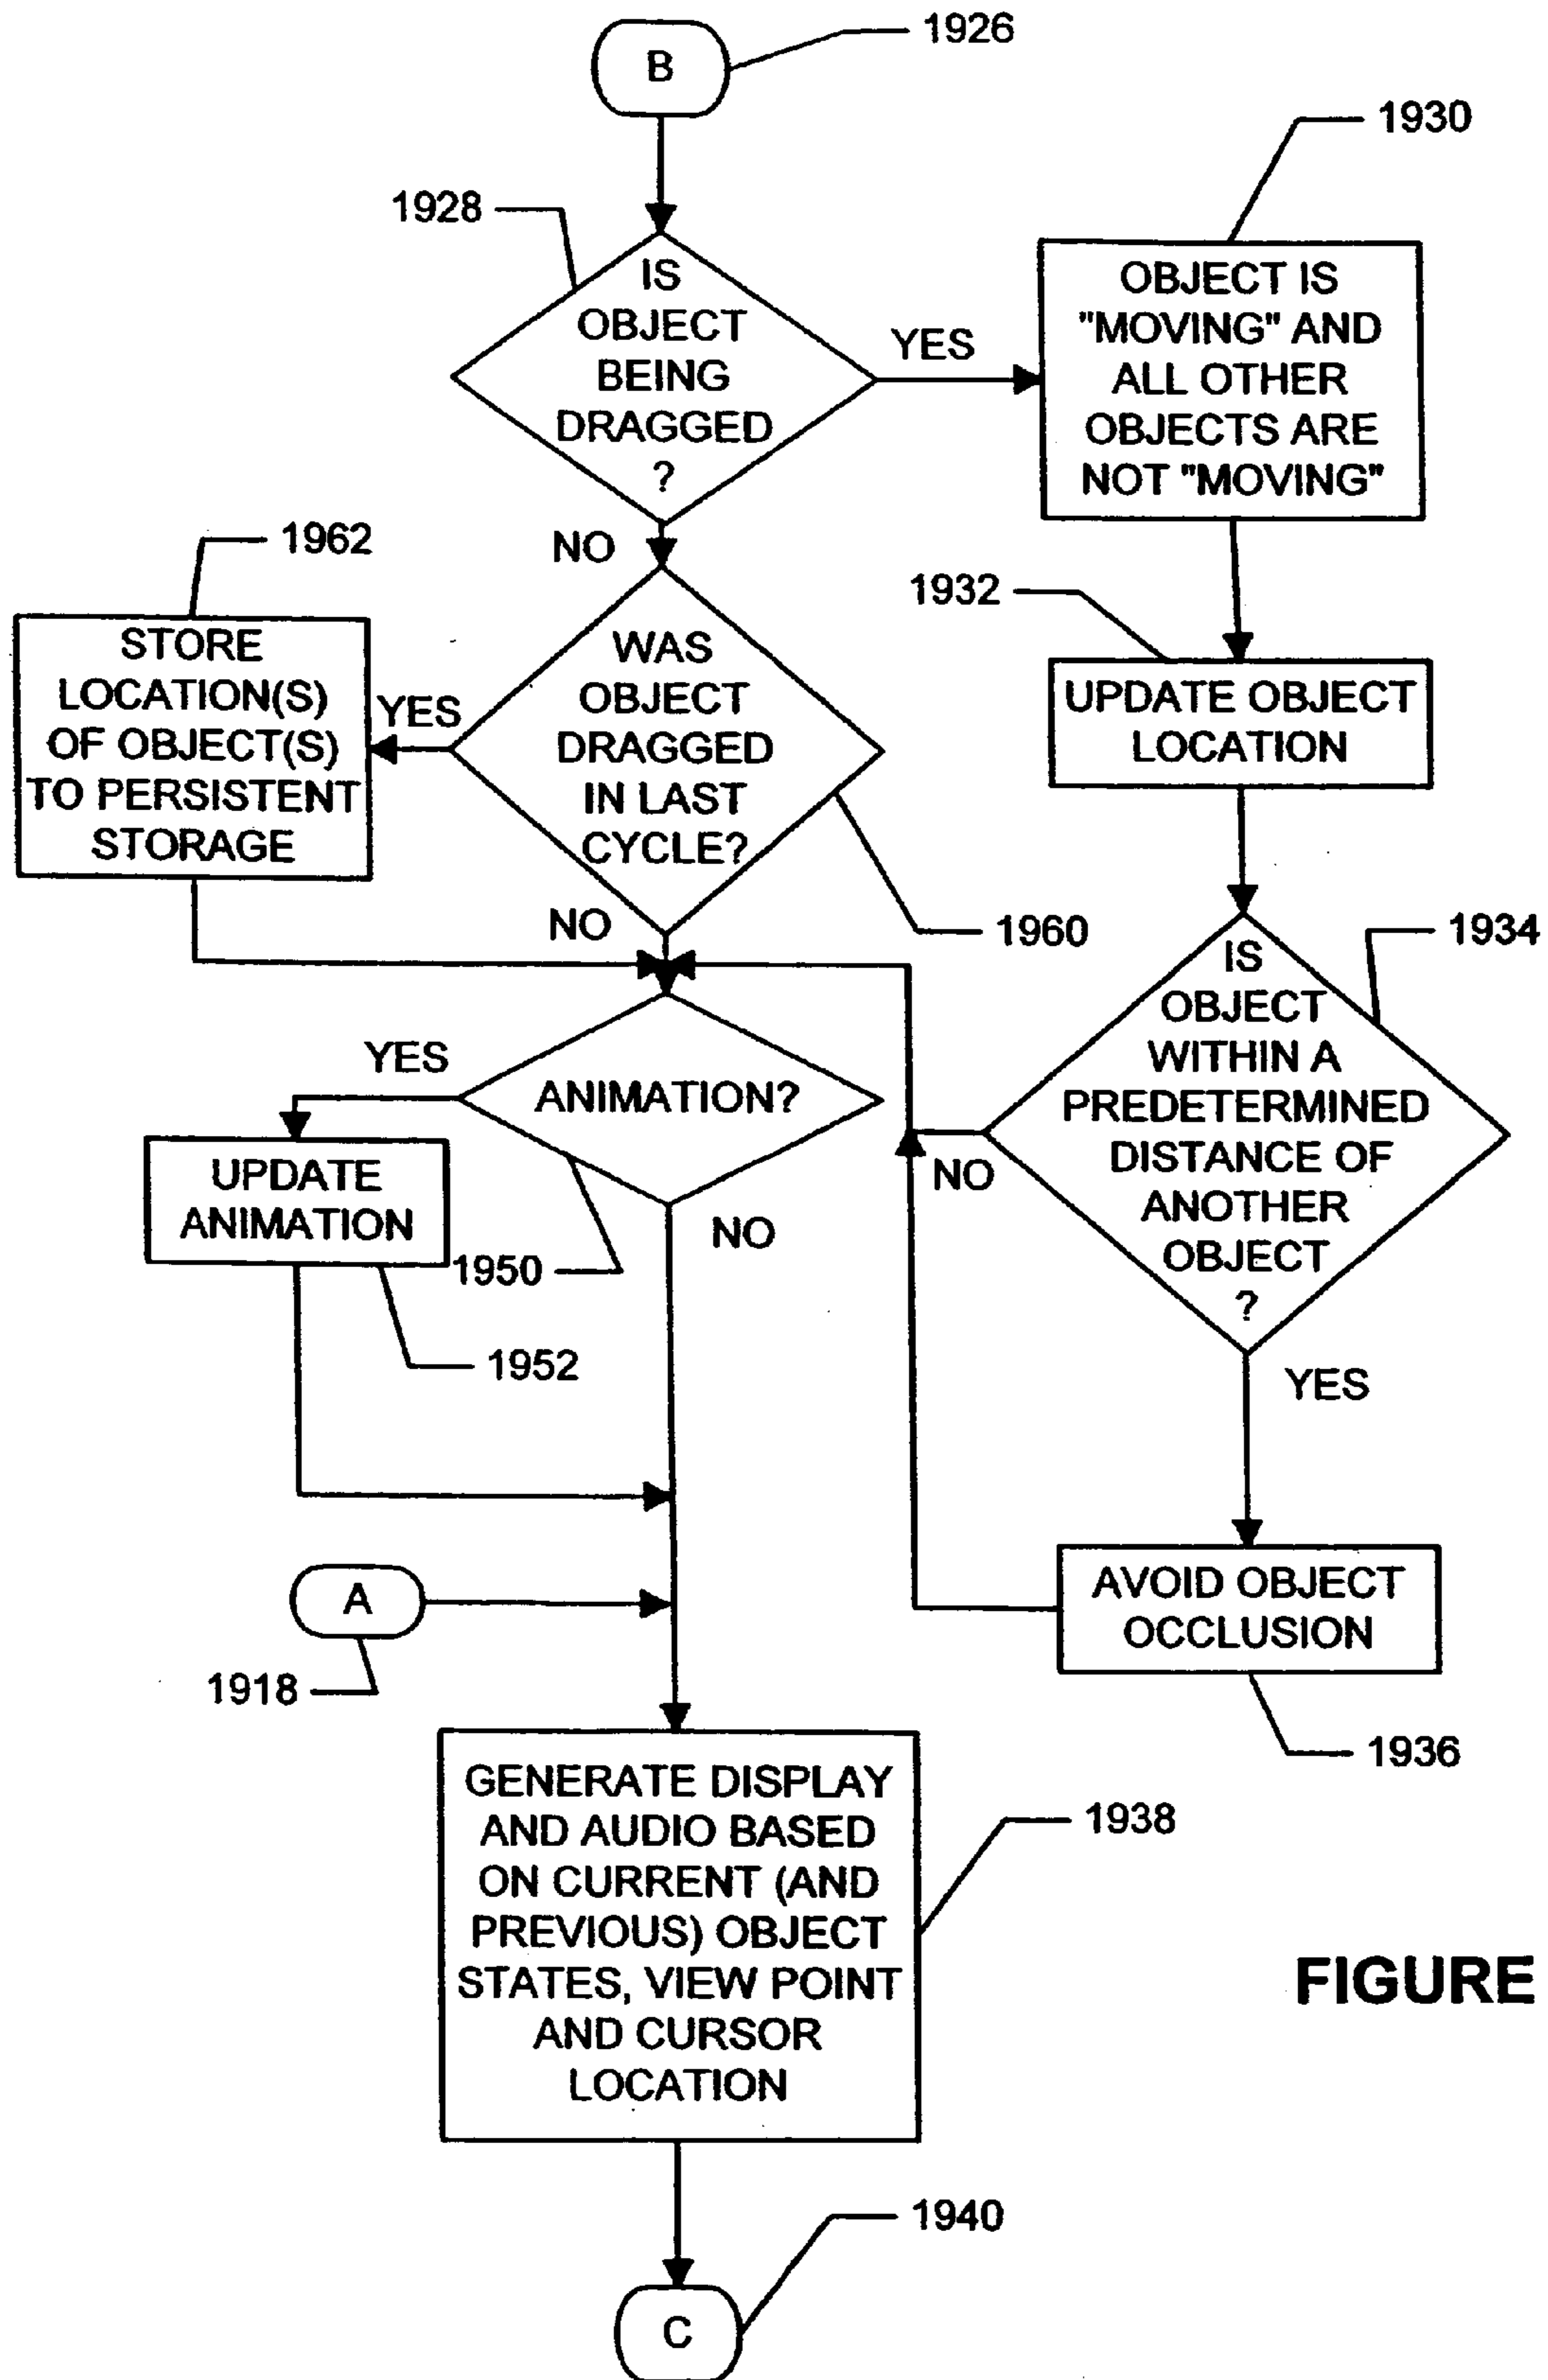 B
1926
1930
1928
IS
OBJECT
BEING
DRAGGED
?
YES
OBJECT IS
"MOVING" AND
ALL OTHER
OBJECTS ARE
NOT "MOVING"
NO
1962
1932
STORE
LOCATION(S)
OF OBJECT(S)
TO PERSISTENT
STORAGE
YES
WAS
OBJECT
DRAGGED
IN LAST
CYCLE?
UPDATE OBJECT
LOCATION
NO
1960
1934
IS
OBJECT
WITHIN A
PREDETERMINED
DISTANCE OF
ANOTHER
OBJECT
?
YES
ANIMATION?
NO
UPDATE
ANIMATION
NO
1950
1952
YES
A
1918
AVOID OBJECT
OCCLUSION
1936
GENERATE DISPLAY
AND AUDIO BASED
ON CURRENT (AND
PREVIOUS) OBJECT
STATES, VIEW POINT
AND CURSOR
LOCATION
1938
FIGURE
1940
C